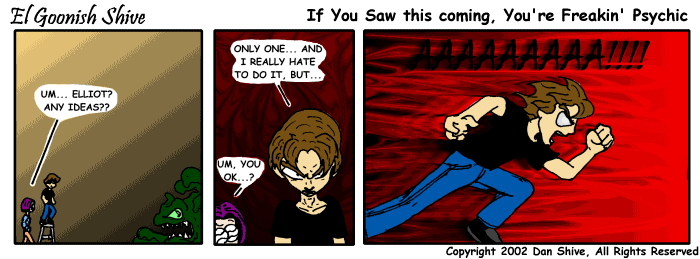 El Goonish Shive
If You Saw this coming, You're Freakin' Psychic
UM... ELLIOT?
ANY IDEAS??
ONLY ONE... AND
I REALLY HATE
TO DO IT, BUT...
UM, YOU
OK...?
AAAAAAAAA!!!!
Copyright 2002 Dan Shive, All Rights Reserved